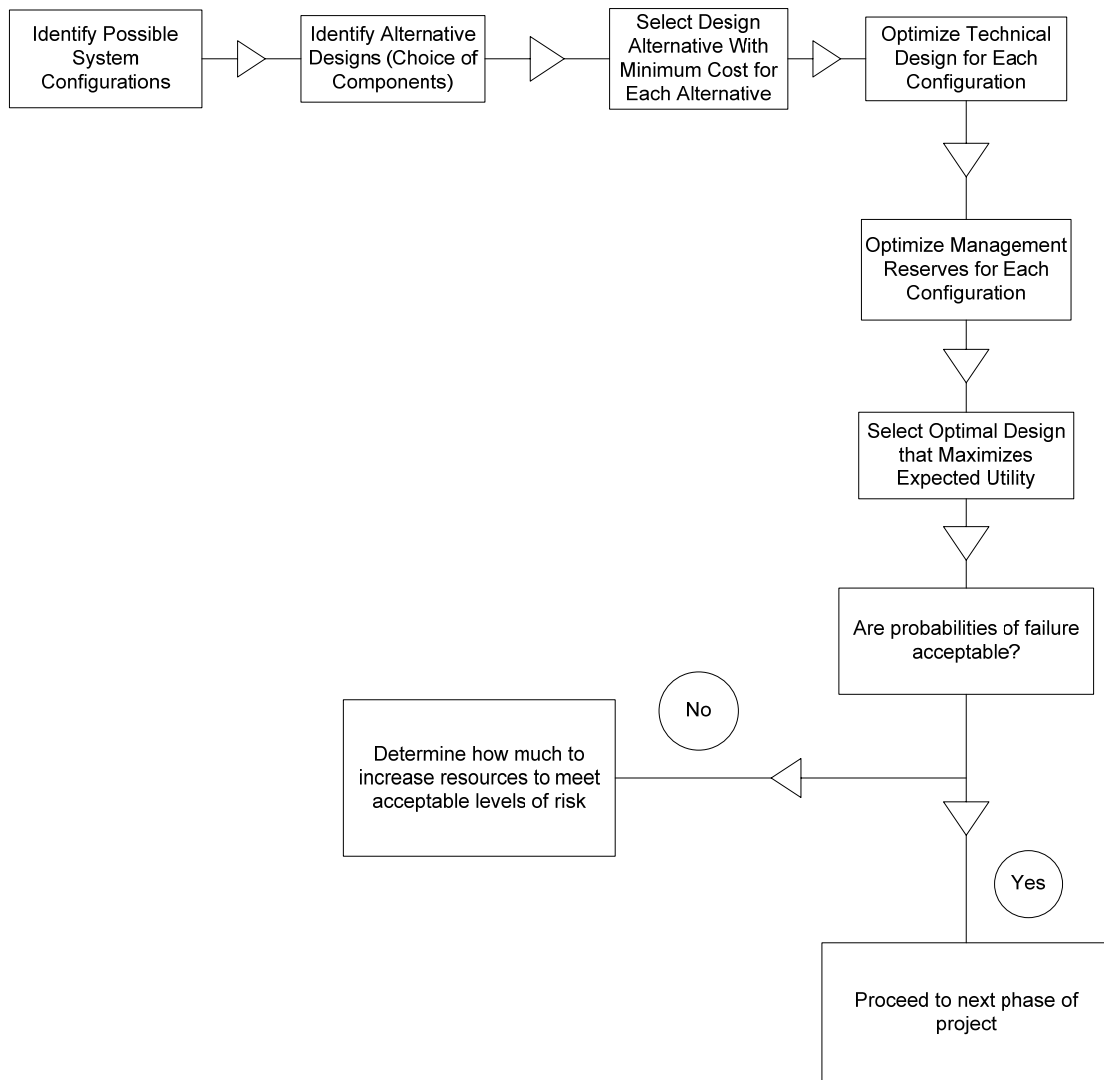 Identify Possible
System
Configurations
Identify Alternative
Designs (Choice of
Components)
Select Design
Alternative With
Minimum Cost for
Each Alternative
Optimize Technical
Design for Each
Configuration
Optimize Management
Reserves for Each
Configuration
Select Optimal Design
that Maximizes
Expected Utility
Are probabilities of failure
acceptable?
No
Determine how much to
increase resources to meet
acceptable levels of risk
Yes
Proceed to next phase of
project